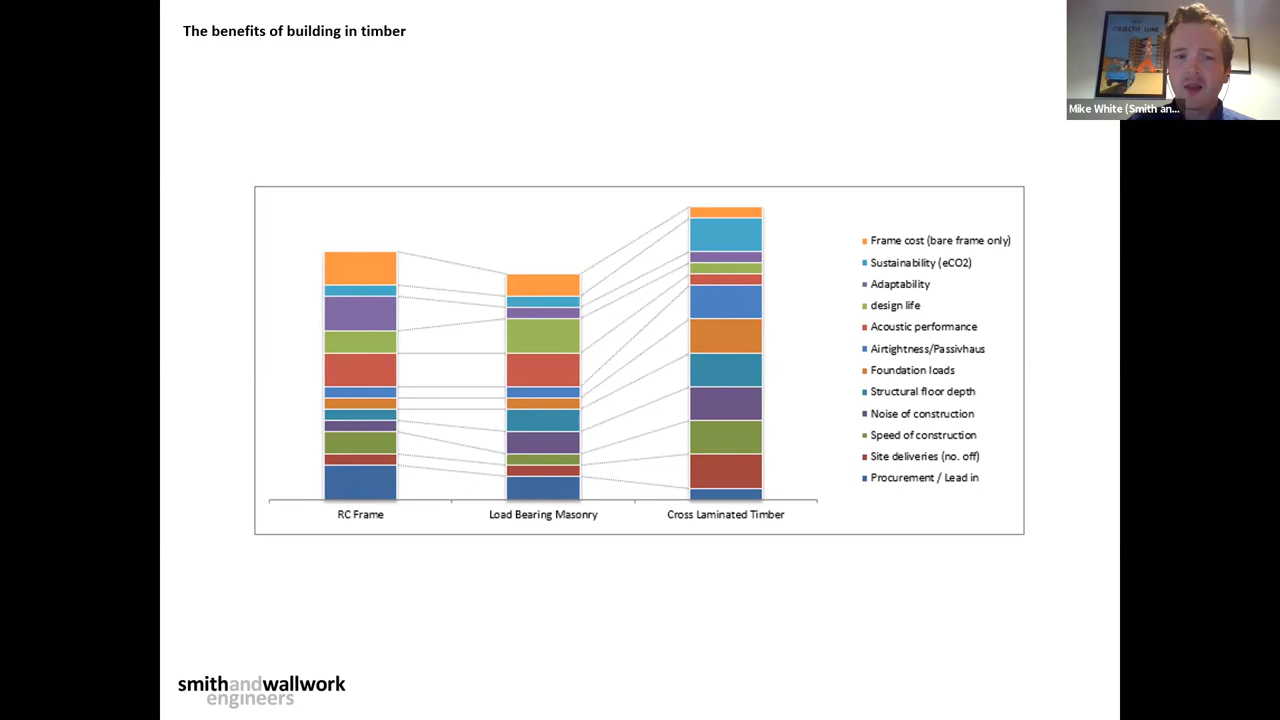 The benefits of building in timber
OBJECTIF LUNE
Mike White (Smith an...
Frame cost (bare frame only)
Sustainability (eCO2)
Adaptability
design life
Acoustic performance
Airtightness/Passivhaus
Foundation loads
Structural floor depth
Noise of construction
Speed of construction
Site deliveries (no. off)
Procurement / Lead in
RC Frame
Load Bearing Masonry
Cross Laminated Timber
smithandwallwork
engineers